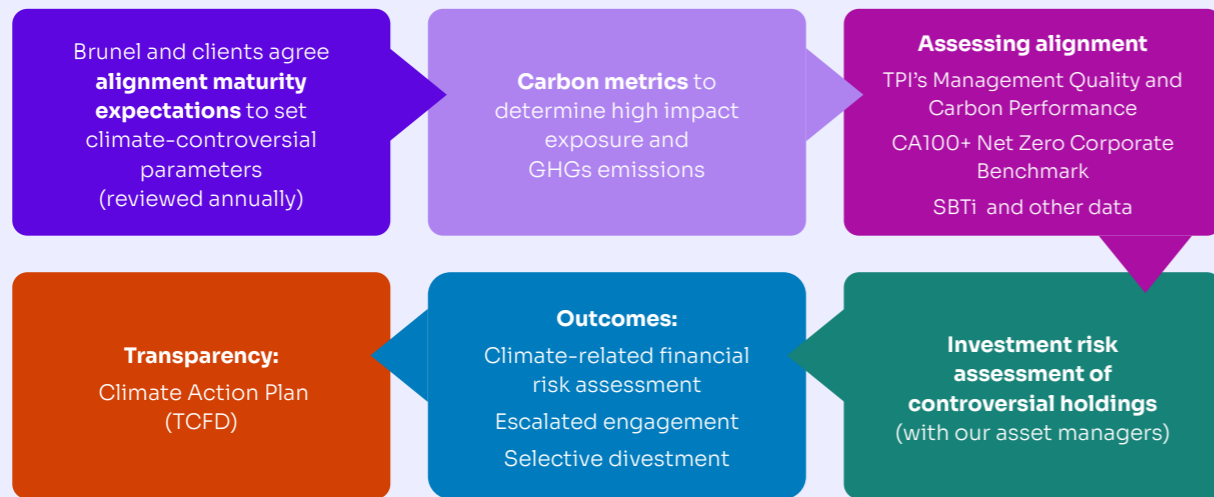 Brunel and clients agree
alignment maturity
expectations to set
climate-controversial
parameters
(reviewed annually)
Carbon metrics to
determine high impact
exposure and
GHGs emissions
Assessing alignment
TPI's Management Quality and
Carbon Performance
CA100+ Net Zero Corporate
Benchmark
SBTi and other data
Investment risk
assessment of
controversial holdings
(with our asset managers)
Outcomes:
Climate-related financial
risk assessment
Escalated engagement
Selective divestment
Transparency:
Climate Action Plan
(TCFD)